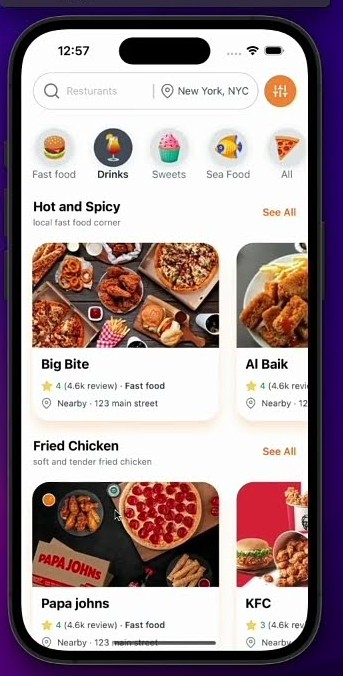 12:57
Resturants
New York, NYC
Fast food Drinks Sweets Sea Food All
Hot and Spicy
See All
local fast food corner
Big Bite
Al Baik
4 (4.6k review) · Fast food
4 (4.6k revi
Nearby · 123 main street
Nearby · 12
Fried Chicken
See All
soft and tender fried chicken
PAPA JOHNS
Papa johns
KFC
4 (4.6k review) · Fast food
3 (4.6k rev
Nearby · 123 main street
Nearby